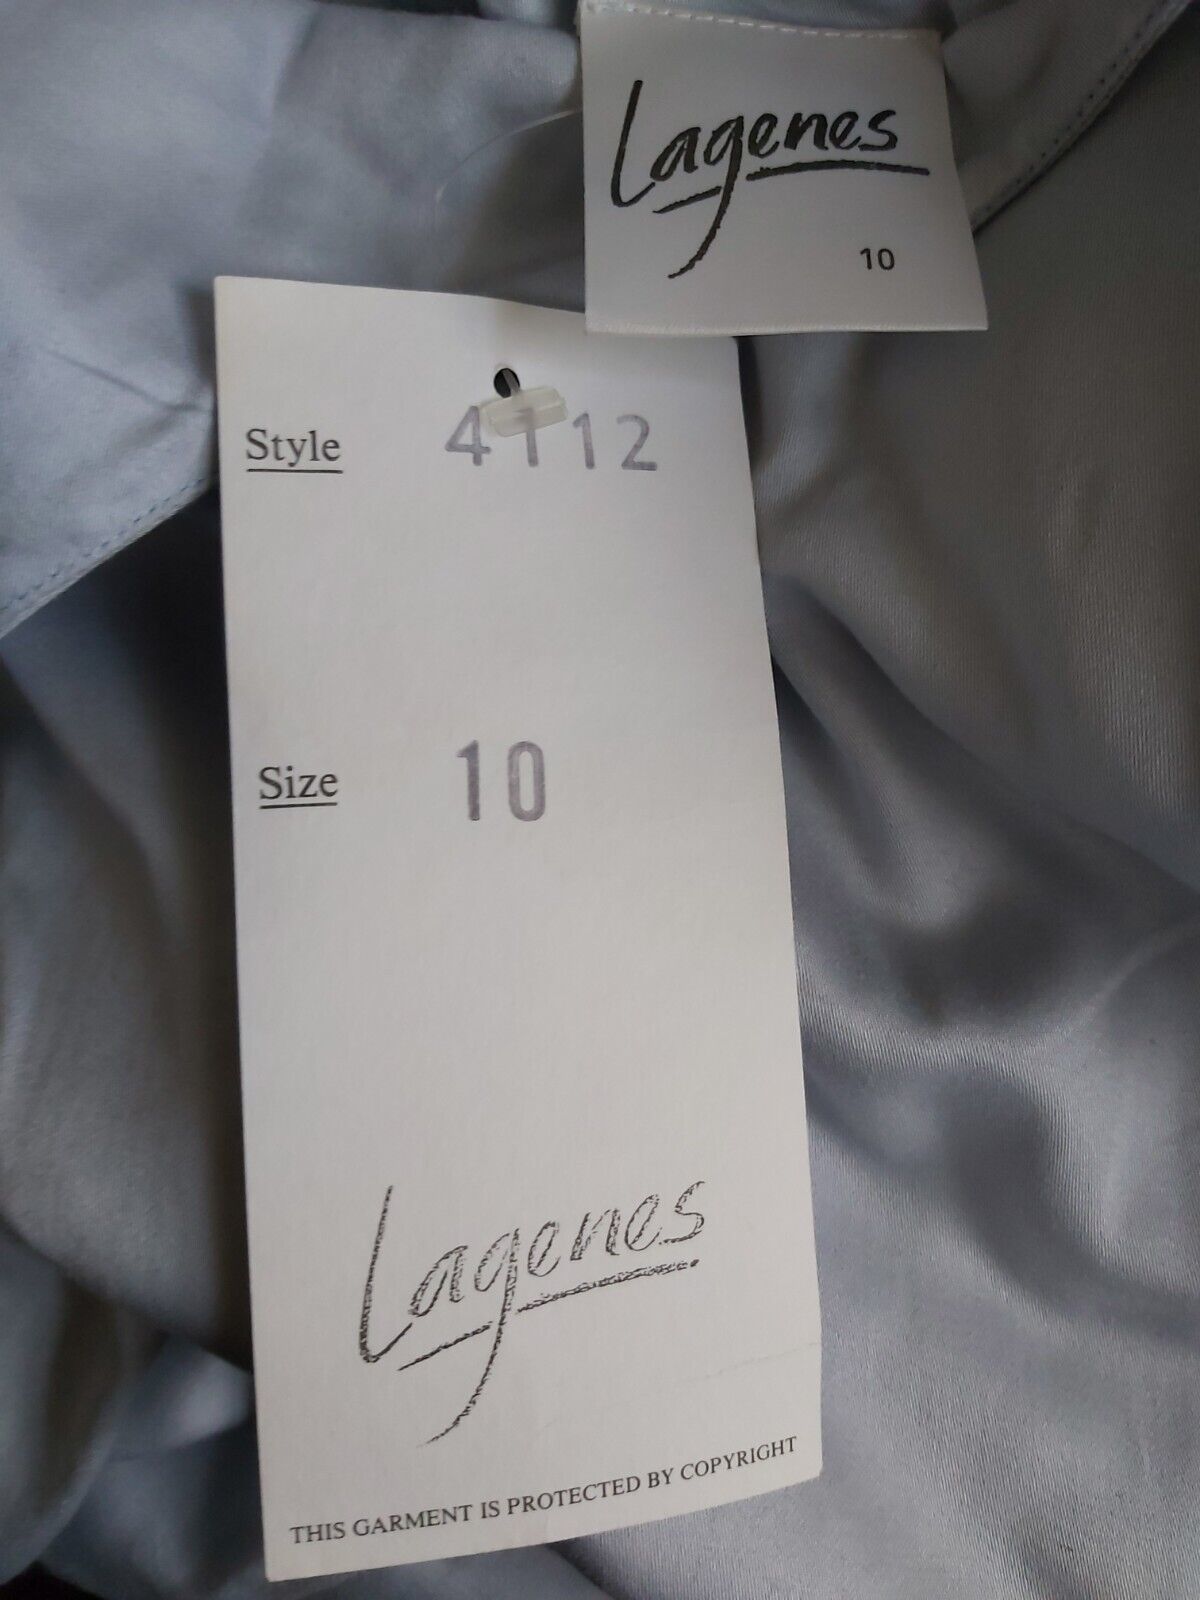 Lagenes
10
Style 4112
Size 10
Lagenes
THIS GARMENT IS PROTECTED BY COPYRIGHT